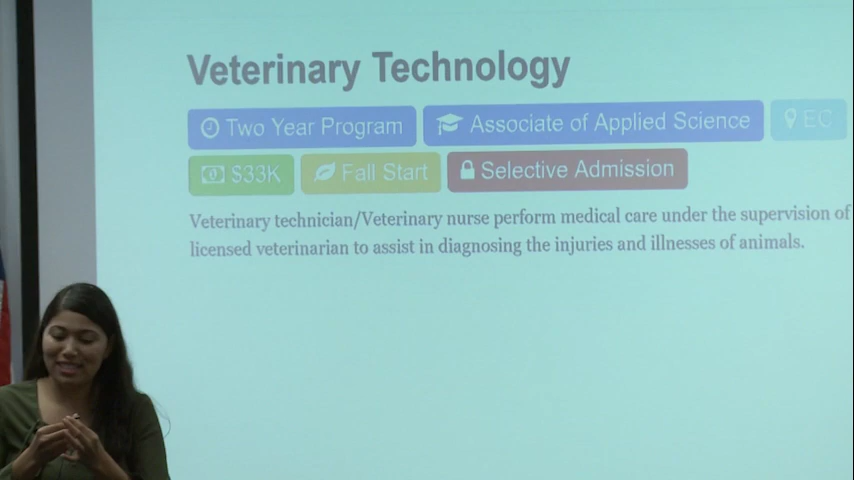 Veterinary Technology
Two Year Program Associate of Applied Science EC
$33K Fall Start Selective Admission
Veterinary technician/Veterinary nurse perform medical care under the supervision of
licensed veterinarian to assist in diagnosing the injuries and illnesses of animals.